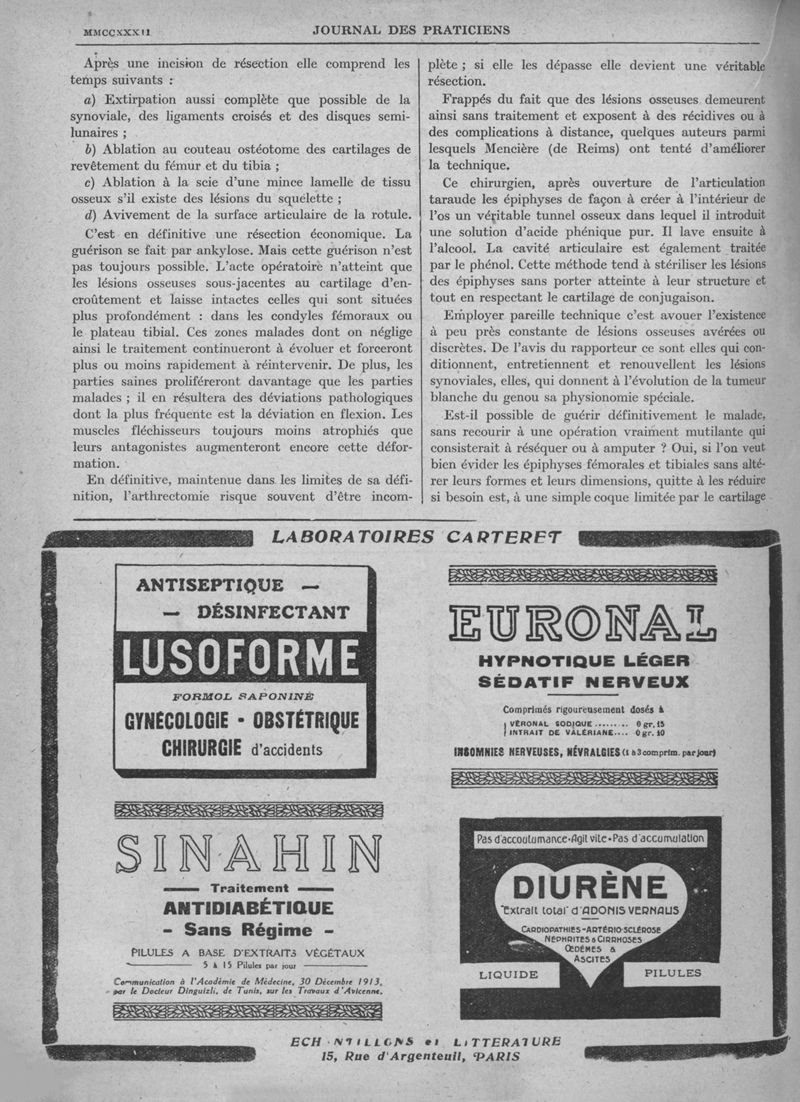 MMCCXXXII
JOURNAL DES PRATICIENS
Après une incision de résection elle comprend les
temps suivants :
a) Extirpation aussi complète que possible de la
synoviale, des ligaments croisés et des disques semi-
lunaires ;
b) Ablation au couteau ostéotome des cartilages de
revêtement du fémur et du tibia ;
c) Ablation à la scie d'une mince lamelle de tissu
osseux s'il existe des lésions du squelette ;
d) Avivement de la surface articulaire de la rotule.
C'est en définitive une résection économique. La
guérison se fait par ankylose. Mais cette guérison n'est
pas toujours possible. L'acte opératoire n'atteint que
les lésions osseuses sous-jacentes au cartilage d'en-
croûtement et laisse intactes celles qui sont situées
plus profondément : dans les condyles fémoraux ou
le plateau tibial. Ces zones malades dont on néglige
ainsi le traitement continueront à évoluer et forceront
plus ou moins rapidement à réintervenir. De plus, les
parties saines proliféreront davantage que les parties
malades ; il en résultera des déviations pathologiques
dont la plus fréquente est la déviation en flexion. Les
muscles fléchisseurs toujours moins atrophiés que
leurs antagonistes augmenteront encore cette défor-
mation.
En définitive, maintenue dans les limites de sa défi-
nition, l'arthrectomie risque souvent d'être incom-
plète ; si elle les dépasse elle devient une véritable
résection.
Frappés du fait que des lésions osseuses demeurent
ainsi sans traitement et exposent à des récidives ou à
des complications à distance, quelques auteurs parmi
lesquels Mencière (de Reims) ont tenté d'améliorer
la technique.
Ce chirurgien, après ouverture de l'articulation
taraude les épiphyses de façon à créer à l'intérieur de
l'os un véritable tunnel osseux dans lequel il introduit
une solution d'acide phénique pur. Il lave ensuite à
l'alcool. La cavité articulaire est également traitée
par le phénol. Cette méthode tend à stériliser les lésions
des épiphyses sans porter atteinte à leur structure et
tout en respectant le cartilage de conjugaison.
Employer pareille technique c'est avouer l'existence
à peu près constante de lésions osseuses avérées ou
discrètes. De l'avis du rapporteur ce sont elles qui con-
ditionnent, entretiennent et renouvellent les lésions
synoviales, elles, qui donnent à l'évolution de la tumeur
blanche du genou sa physionomie spéciale.
Est-il possible de guérir définitivement le malade,
sans recourir à une opération vraiment mutilante qui
consisterait à réséquer ou à amputer ? Oui, si l'on veut
bien évider les épiphyses fémorales et tibiales sans alté-
rer leurs formes et leurs dimensions, quitte à les réduire
si besoin est, à une simple coque limitée par le cartilage
LABORATOIRES CARTERET
ANTISEPTIQUE —
— DÉSINFECTANT
LUSOFORME
FORMOL SAPONINÉ
GYNÉCOLOGIE - OBSTÉTRIQUE
CHIRURGIE d'accidents
EURONAL
HYPNOTIQUE LÉGER
SÉDATIF NERVEUX
Comprimés rigoureusement dosés à
VÉRONAL SODIQUE ......... 0 gr. 15
INTRAIT DE VALÉRIANE.... 0 gr. 10
INSOMNIES NERVEUSES, NÉVRALGIES (1 à 3 comprim. par jour)
SINAHIN
Traitement
ANTIDIABÉTIQUE
- Sans Régime -
PILULES A BASE D'EXTRAITS VÉGÉTAUX
5 à 15 Pilules par jour
Communication à l'Académie de Médecine, 30 Décembre 1913,
par le Docteur Dinguizli, de Tunis, sur les Travaux d'Avicenne.
Pas d'accoutumance - Agit vite - Pas d'accumulation
DIURÈNE
Extrait total d'ADONIS VERNALIS
CARDIOPATHIES - ARTÉRIO-SCLÉROSE
NÉPHRITES & CIRRHOSES
ŒDÈMES &
ASCITES
LIQUIDE
PILULES
ECHANTILLONS et LITTÉRATURE
15, Rue d'Argenteuil, PARIS